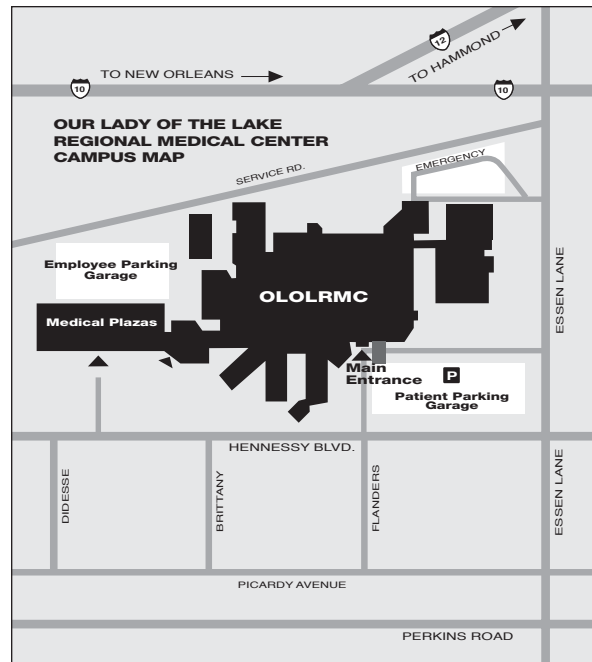 12
TO HAMMOND
TO NEW ORLEANS
10
10
OUR LADY OF THE LAKE
REGIONAL MEDICAL CENTER
CAMPUS MAP
SERVICE RD.
EMERGENCY
ESSEN LANE
Employee Parking
Garage
OLOLRMC
Medical Plazas
Main
Entrance
P
Patient Parking
Garage
HENNESSY BLVD.
DIDESSE
BRITTANY
FLANDERS
ESSEN LANE
PICARDY AVENUE
PERKINS ROAD